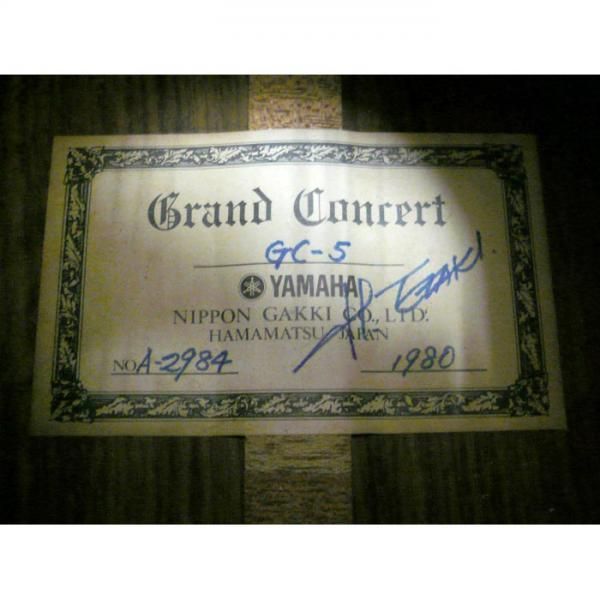 Grand Concert
GC-5
YAMAHA
NIPPON GAKKI CO., LTD.
HAMAMATSU JAPAN
NO A-2984
1980